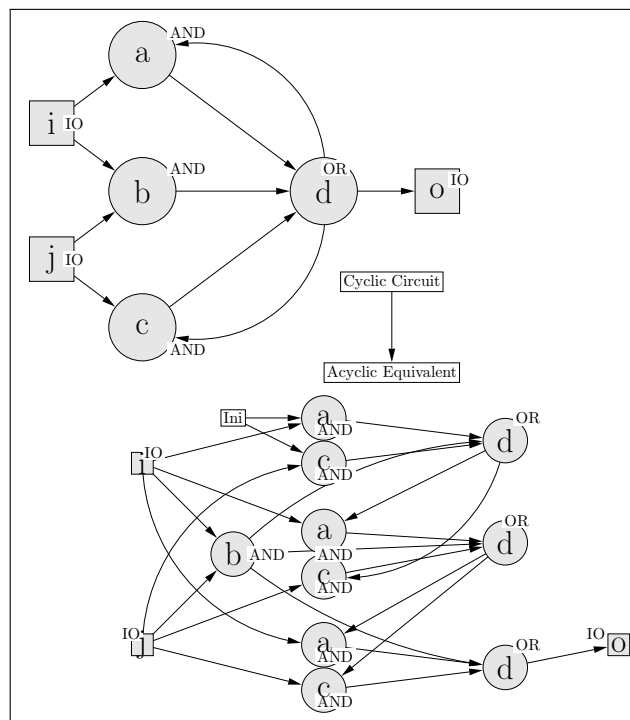 AND
a
i IO
AND
OR
IO
b
d
o
j IO
c
AND
Cyclic Circuit
Acyclic Equivalent
Ini
a
AND
OR
d
IO
i
c
AND
a
AND
OR
d
b AND
c
AND
IO
j
a
AND
OR
IO
d
o
c
AND